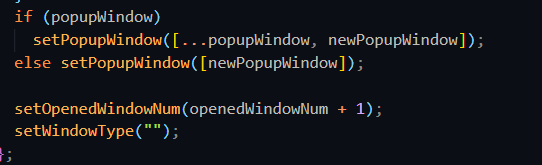 if (popupWindow)
setPopupWindow([...popupWindow, newPopupWindow]);
else setPopupWindow([newPopupWindow]);
setOpenedWindowNum(openedWindowNum + 1);
setWindowType("");
};